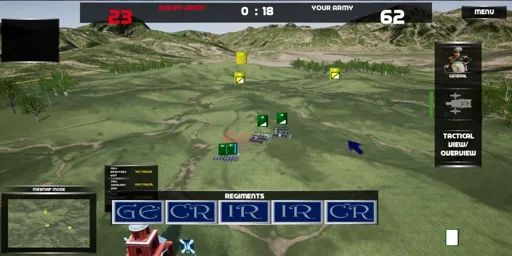 23 ENEMY ARMY 0 : 18 YOUR ARMY 62 MENU
GENERAL
TACTICAL
VIEW/
OVERVIEW
MINIMAP MODE
REGIMENTS
GE CR IR IR CR